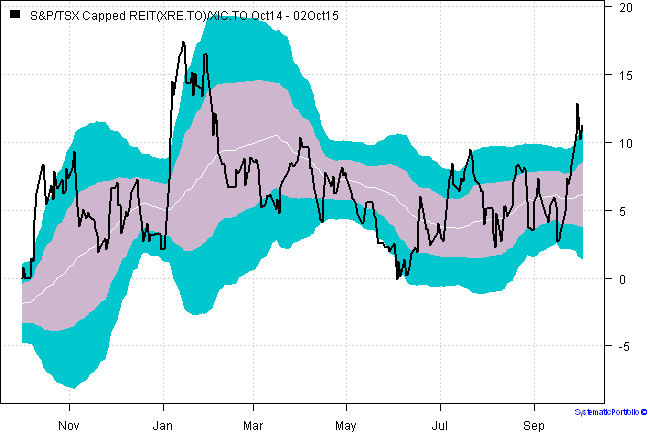 S&P/TSX Capped REIT(XRE.TO)/XIC.TO Oct14 - 02Oct15
20
15
10
5
0
-5
Nov Jan Mar May Jul Sep
SystematicPortfolio ©